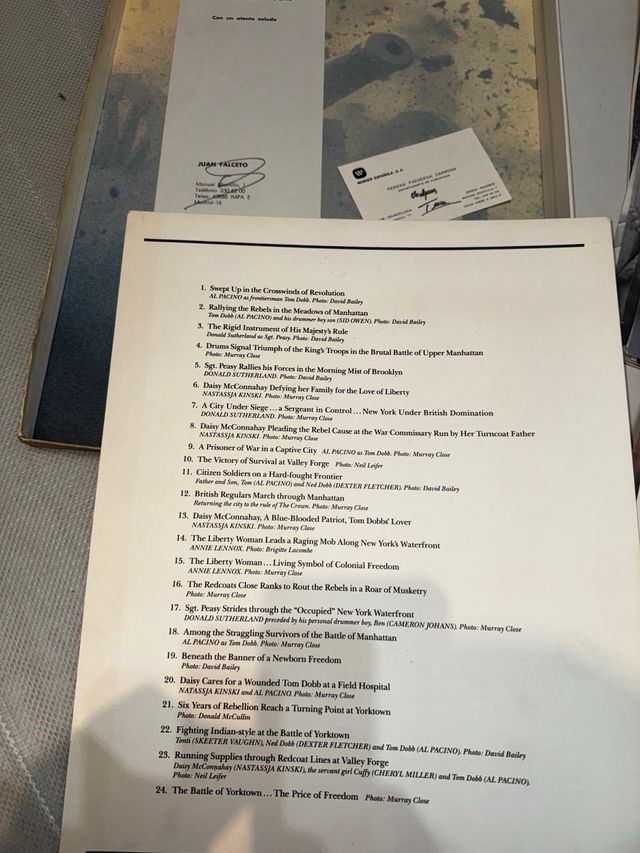 Con un atento saludo
JUAN FALCETO
Manuel
Teléfono 250 62 00
Telex 43888 IMPA E
Madrid-16
WARNER ESPAÑOLA, S.A.
TERESA FIGUEROA CARRION
DEPARTAMENTO DE PUBLICIDAD
BARCELONA
1. Swept Up in the Crosswinds of Revolution
AL PACINO as frontiersman Tom Dobb. Photo: David Bailey
2. Rallying the Rebels in the Meadows of Manhattan
Tom Dobb (AL PACINO) and his drummer boy son (SID OWEN). Photo: David Bailey
3. The Rigid Instrument of His Majesty's Rule
Donald Sutherland as Sgt. Peasy. Photo: David Bailey
4. Drums Signal Triumph of the King's Troops in the Brutal Battle of Upper Manhattan
Photo: Murray Close
5. Sgt. Peasy Rallies his Forces in the Morning Mist of Brooklyn
DONALD SUTHERLAND. Photo: David Bailey
6. Daisy McConnahay Defying her Family for the Love of Liberty
NASTASSJA KINSKI. Photo: Murray Close
7. A City Under Siege...a Sergeant in Control...New York Under British Domination
DONALD SUTHERLAND. Photo: Murray Close
8. Daisy McConnahay Pleading the Rebel Cause at the War Commissary Run by Her Turncoat Father
NASTASSJA KINSKI. Photo: Murray Close
9. A Prisoner of War in a Captive City AL PACINO as Tom Dobb. Photo: Murray Close
10. The Victory of Survival at Valley Forge Photo: Neil Leifer
11. Citizen Soldiers on a Hard-fought Frontier
Father and Son, Tom (AL PACINO) and Ned Dobb (DEXTER FLETCHER). Photo: David Bailey
12. British Regulars March through Manhattan
Returning the city to the rule of The Crown. Photo: Murray Close
13. Daisy McConnahay, A Blue-Blooded Patriot, Tom Dobbs' Lover
NASTASSJA KINSKI. Photo: Murray Close
14. The Liberty Woman Leads a Raging Mob Along New York's Waterfront
ANNIE LENNOX. Photo: Brigitte Lacombe
15. The Liberty Woman...Living Symbol of Colonial Freedom
ANNIE LENNOX. Photo: Murray Close
16. The Redcoats Close Ranks to Rout the Rebels in a Roar of Musketry
Photo: Murray Close
17. Sgt. Peasy Strides through the "Occupied" New York Waterfront
DONALD SUTHERLAND preceded by his personal drummer boy, Ben (CAMERON JOHANS). Photo: Murray Close
18. Among the Straggling Survivors of the Battle of Manhattan
AL PACINO as Tom Dobb. Photo: Murray Close
19. Beneath the Banner of a Newborn Freedom
Photo: David Bailey
20. Daisy Cares for a Wounded Tom Dobb at a Field Hospital
NATASSJA KINSKI and AL PACINO. Photo: Murray Close
21. Six Years of Rebellion Reach a Turning Point at Yorktown
Photo: Donald McCullin
22. Fighting Indian-style at the Battle of Yorktown
Tonti (SKEETER VAUGHN), Ned Dobb (DEXTER FLETCHER) and Tom Dobb (AL PACINO). Photo: David Bailey
23. Running Supplies through Redcoat Lines at Valley Forge
Daisy McConnahay (NASTASSJA KINSKI), the servant girl Cuffy (CHERYL MILLER) and Tom Dobb (AL PACINO).
Photo: Neil Leifer
24. The Battle of Yorktown...The Price of Freedom Photo: Murray Close